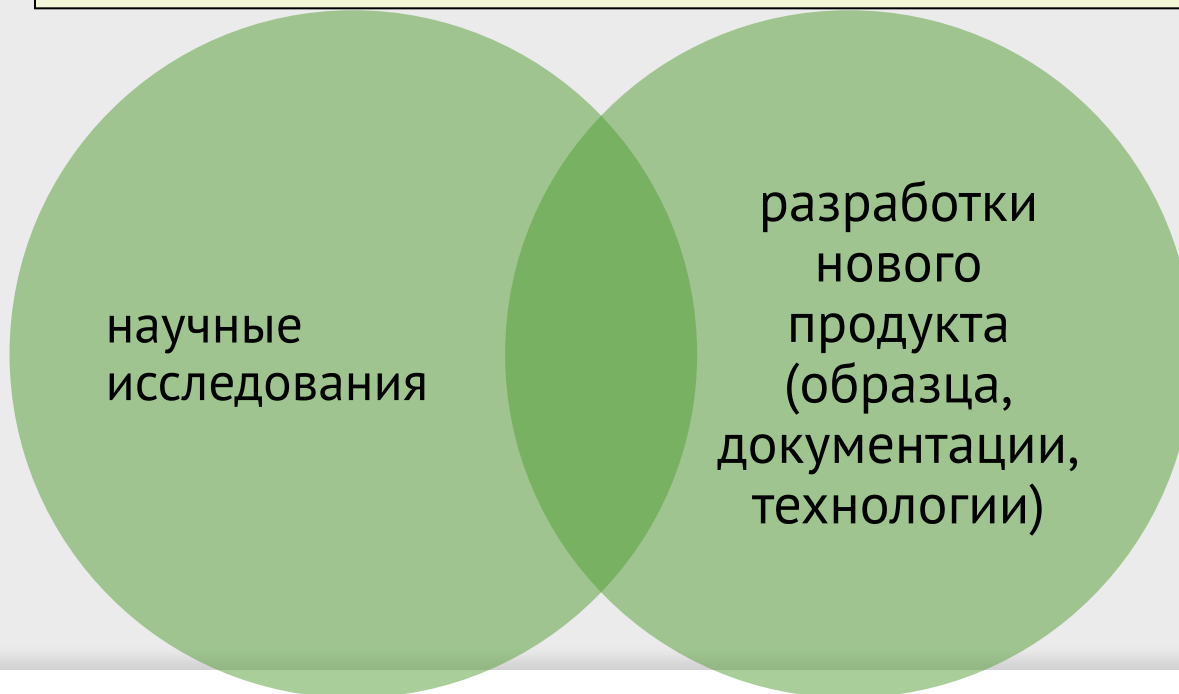 научные
исследования
разработки
нового
продукта
(образца,
документации,
технологии)